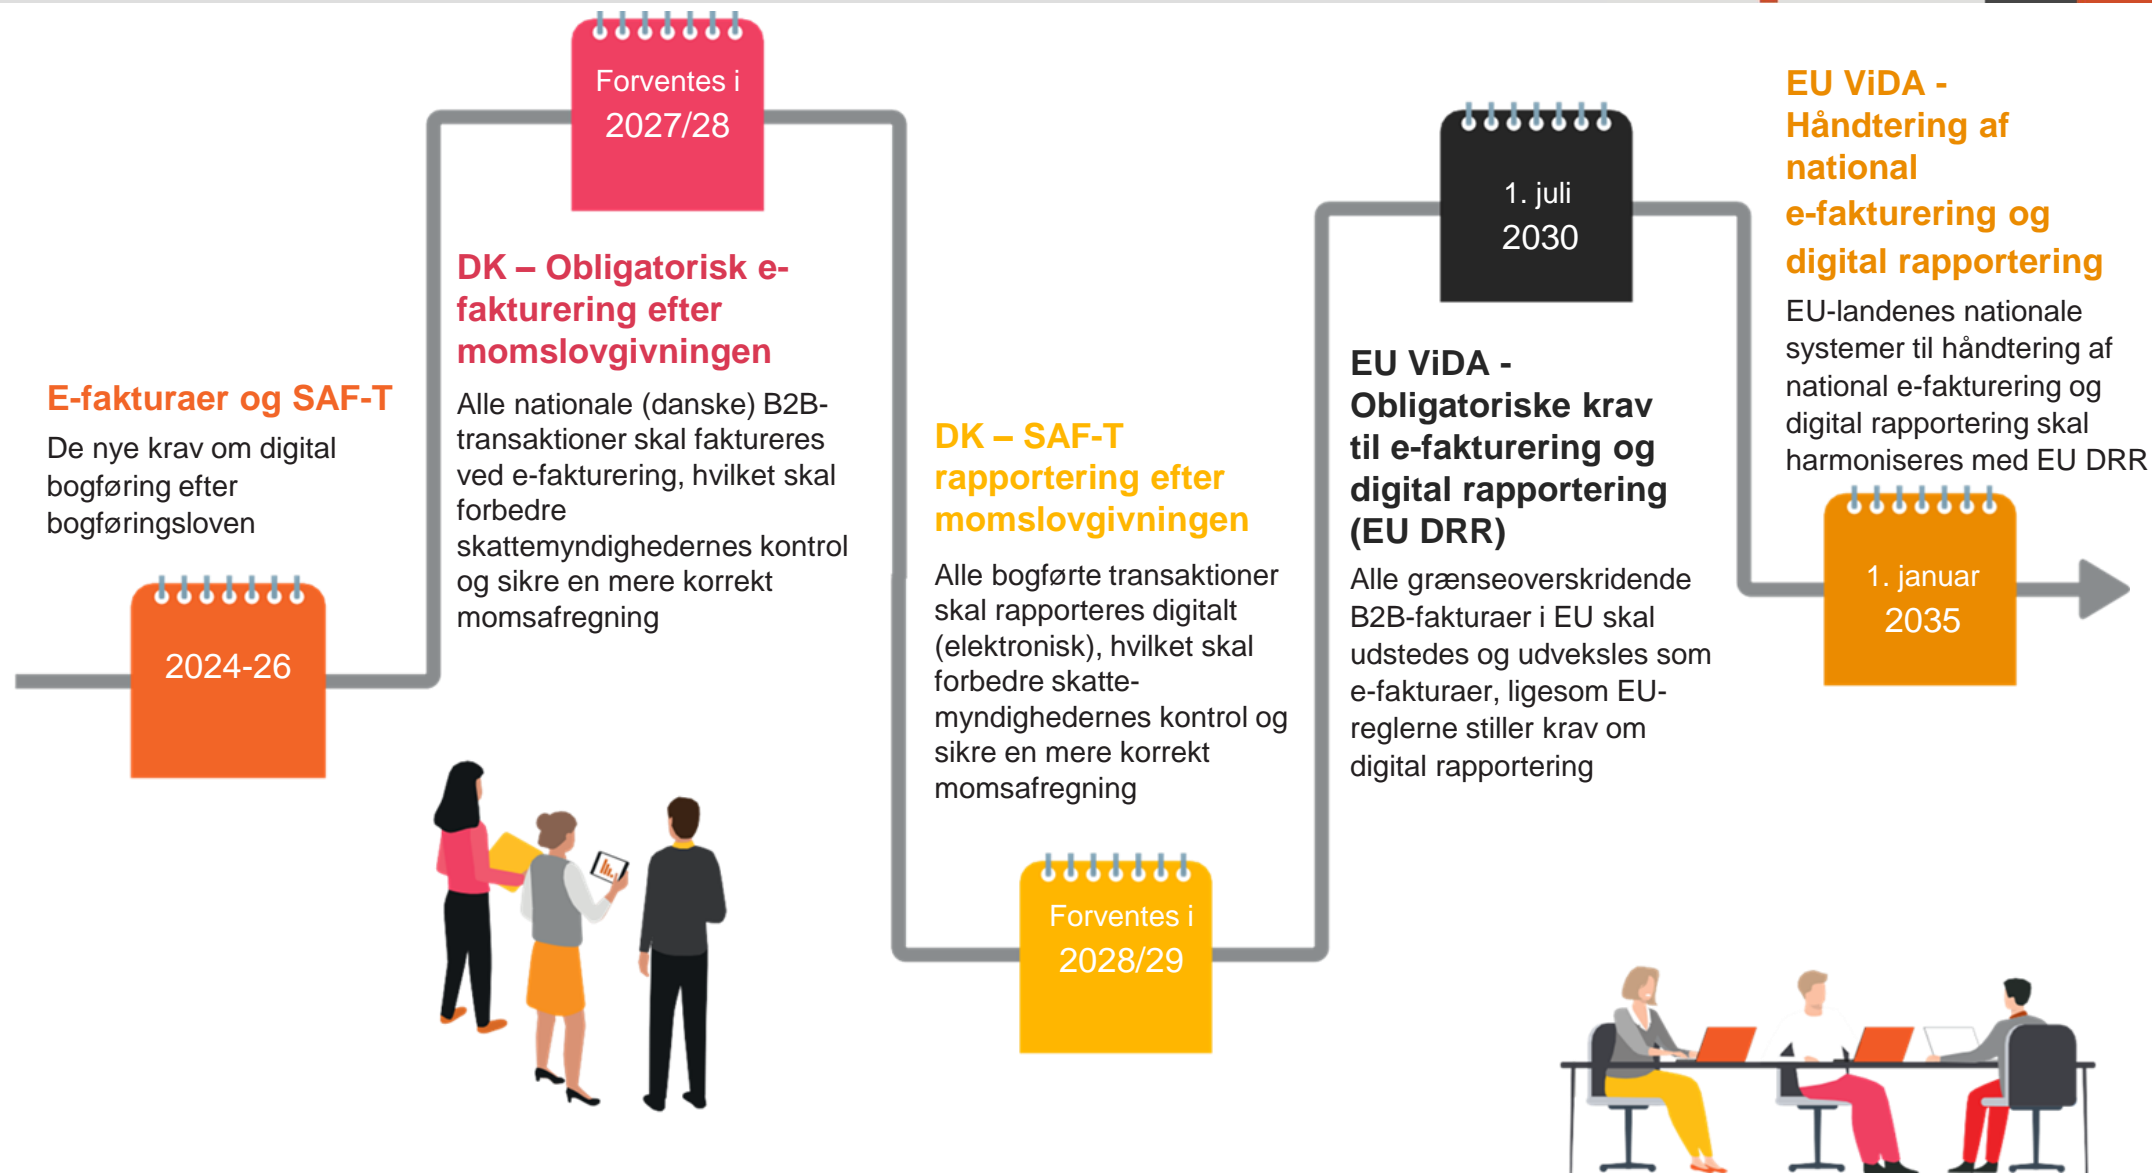 E-fakturaer og SAF-T
De nye krav om digital
bogføring efter
bogføringsloven
2024-26
Forventes i
2027/28
DK – Obligatorisk e-
fakturering efter
momslovgivningen
Alle nationale (danske) B2B-
transaktioner skal faktureres
ved e-fakturering, hvilket skal
forbedre
skattemyndighedernes kontrol
og sikre en mere korrekt
momsafregning
DK – SAF-T
rapportering efter
momslovgivningen
Alle bogførte transaktioner
skal rapporteres digitalt
(elektronisk), hvilket skal
forbedre skatte-
myndighedernes kontrol og
sikre en mere korrekt
momsafregning
Forventes i
2028/29
1. juli
2030
EU ViDA -
Obligatoriske krav
til e-fakturering og
digital rapportering
(EU DRR)
Alle grænseoverskridende
B2B-fakturaer i EU skal
udstedes og udveksles som
e-fakturaer, ligesom EU-
reglerne stiller krav om
digital rapportering
EU ViDA -
Håndtering af
national
e-fakturering og
digital rapportering
EU-landenes nationale
systemer til håndtering af
national e-fakturering og
digital rapportering skal
harmoniseres med EU DRR
1. januar
2035